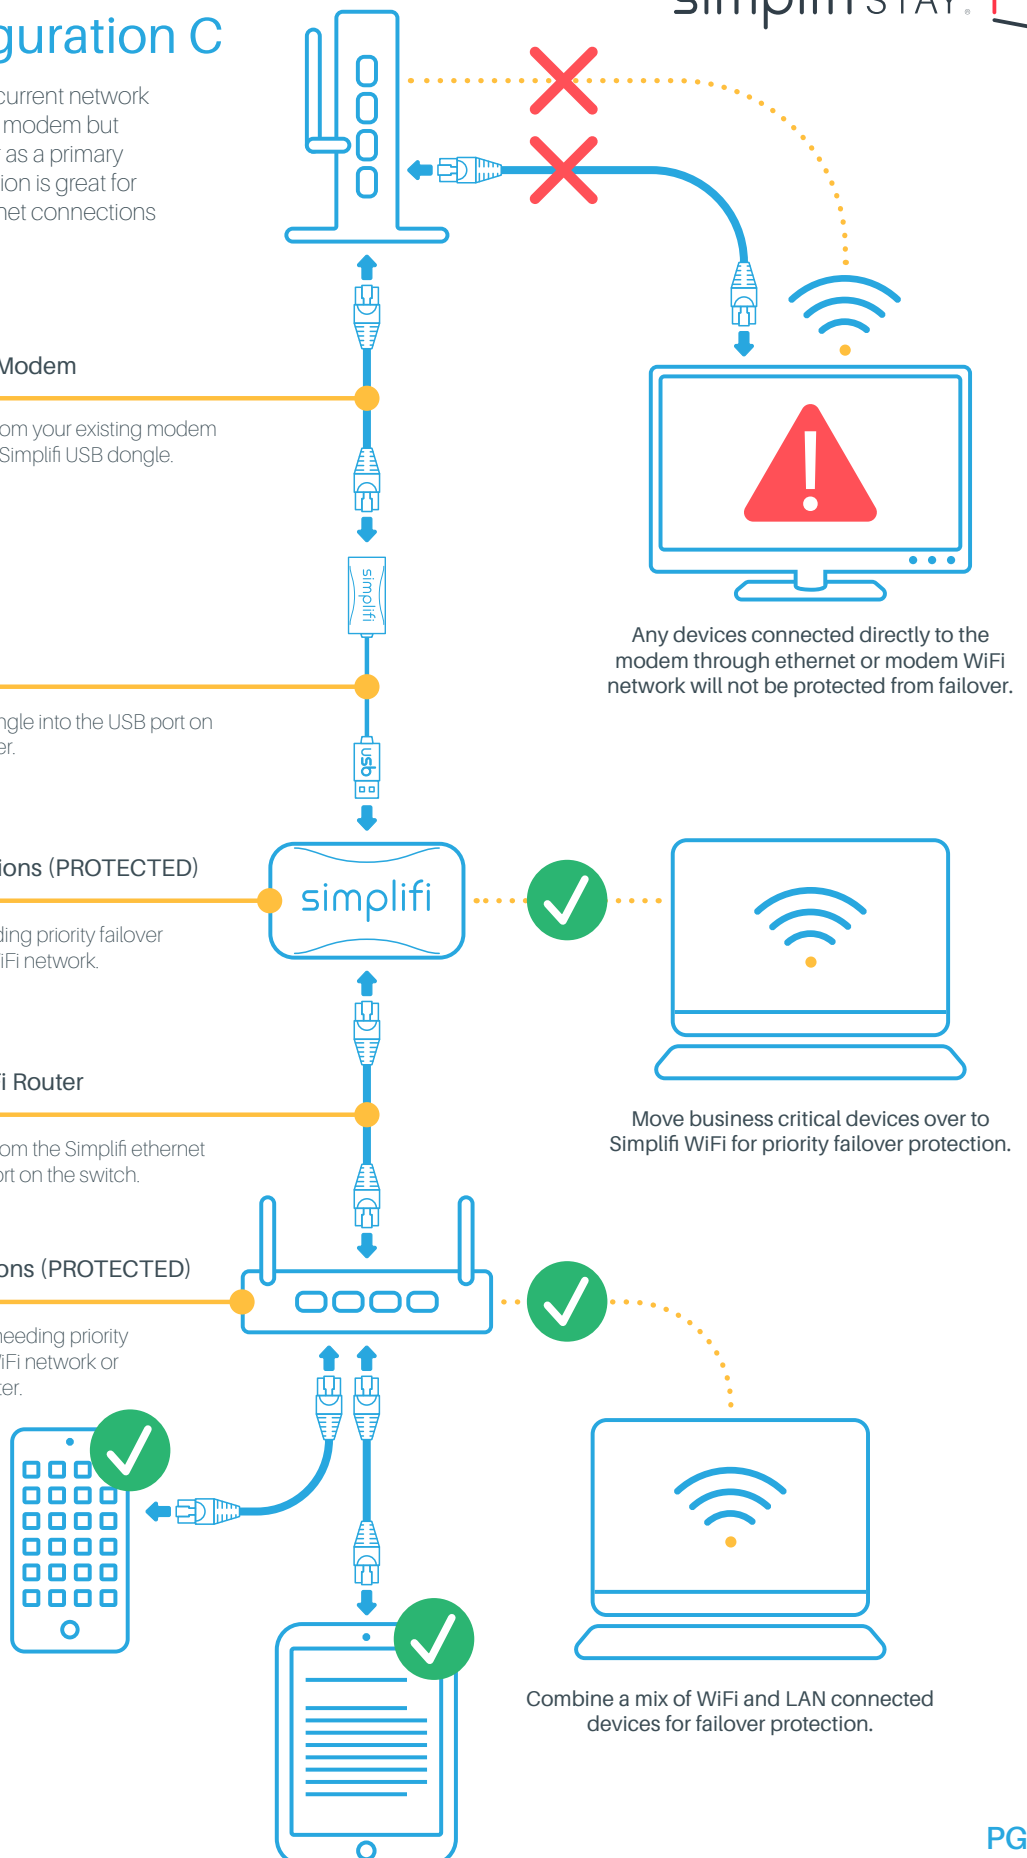 guration C
simplifi STAY®
current network
modem but
as a primary
ion is great for
net connections
Modem
om your existing modem
Simplifi USB dongle.
simplifi
Any devices connected directly to the
modem through ethernet or modem WiFi
network will not be protected from failover.
ngle into the USB port on
er.
usb
ions (PROTECTED)
simplifi
ding priority failover
iFi network.
i Router
Move business critical devices over to
Simplifi WiFi for priority failover protection.
om the Simplifi ethernet
ort on the switch.
ons (PROTECTED)
needing priority
WiFi network or
ter.
Combine a mix of WiFi and LAN connected
devices for failover protection.
PG